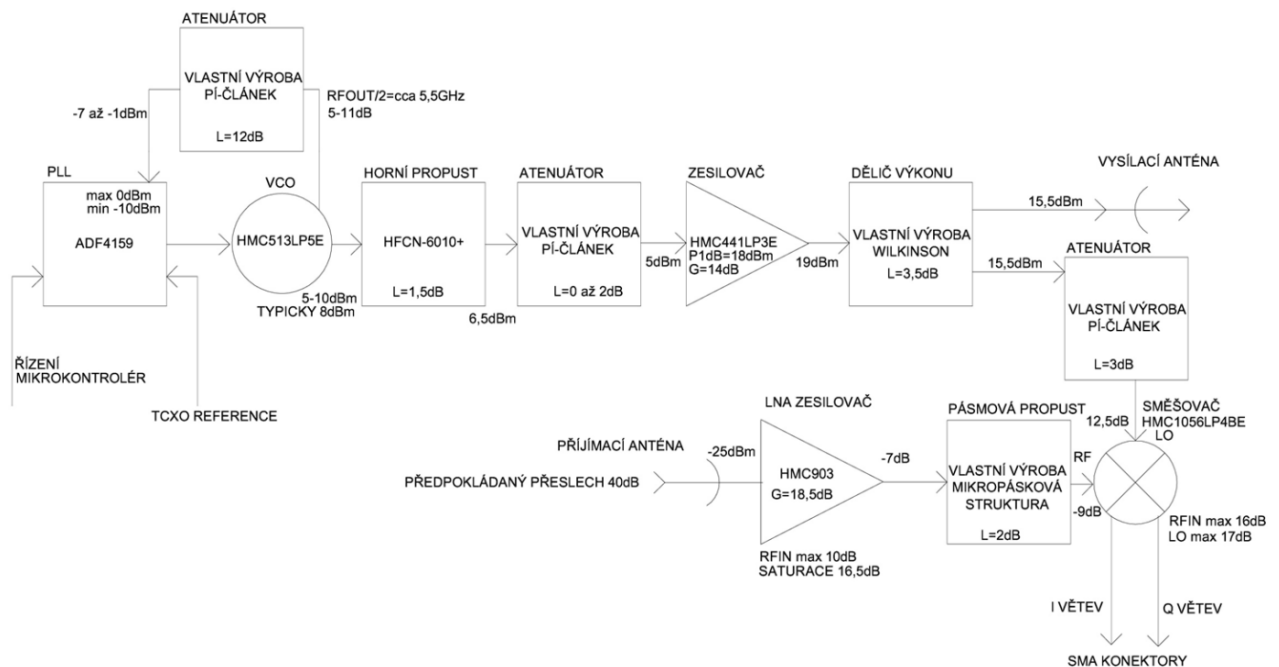 ATENUÁTOR
VLASTNÍ VÝROBA
PÍ-ČLÁNEK
L=12dB
-7 až -1dBm
RFOUT/2=cca 5,5GHz
5-11dB
PLL
max 0dBm
min -10dBm
ADF4159
ŘÍZENÍ
MIKROKONTROLÉR
TCXO REFERENCE
VCO
HMC513LP5E
5-10dBm
TYPICKY 8dBm
HORNÍ PROPUST
HFCN-6010+
L=1,5dB
6,5dBm
ATENUÁTOR
VLASTNÍ VÝROBA
PÍ-ČLÁNEK
L=0 až 2dB
5dBm
ZESILOVAČ
HMC441LP3E
P1dB=18dBm
G=14dB
19dBm
DĚLIČ VÝKONU
VLASTNÍ VÝROBA
WILKINSON
L=3,5dB
15,5dBm
VYSÍLACÍ ANTÉNA
15,5dBm
ATENUÁTOR
VLASTNÍ VÝROBA
PÍ-ČLÁNEK
L=3dB
12,5dB
SMĚŠOVAČ
HMC1056LP4BE
LO
PŘÍJÍMACÍ ANTÉNA
PŘEDPOKLÁDANÝ PŘESLECH 40dB
-25dBm
LNA ZESILOVAČ
HMC903
G=18,5dB
RFIN max 10dB
SATURACE 16,5dB
-7dB
PÁSMOVÁ PROPUST
VLASTNÍ VÝROBA
MIKROPÁSKOVÁ
STRUKTURA
L=2dB
RF
-9dB
RFIN max 16dB
LO max 17dB
I VĚTEV
Q VĚTEV
SMA KONEKTORY